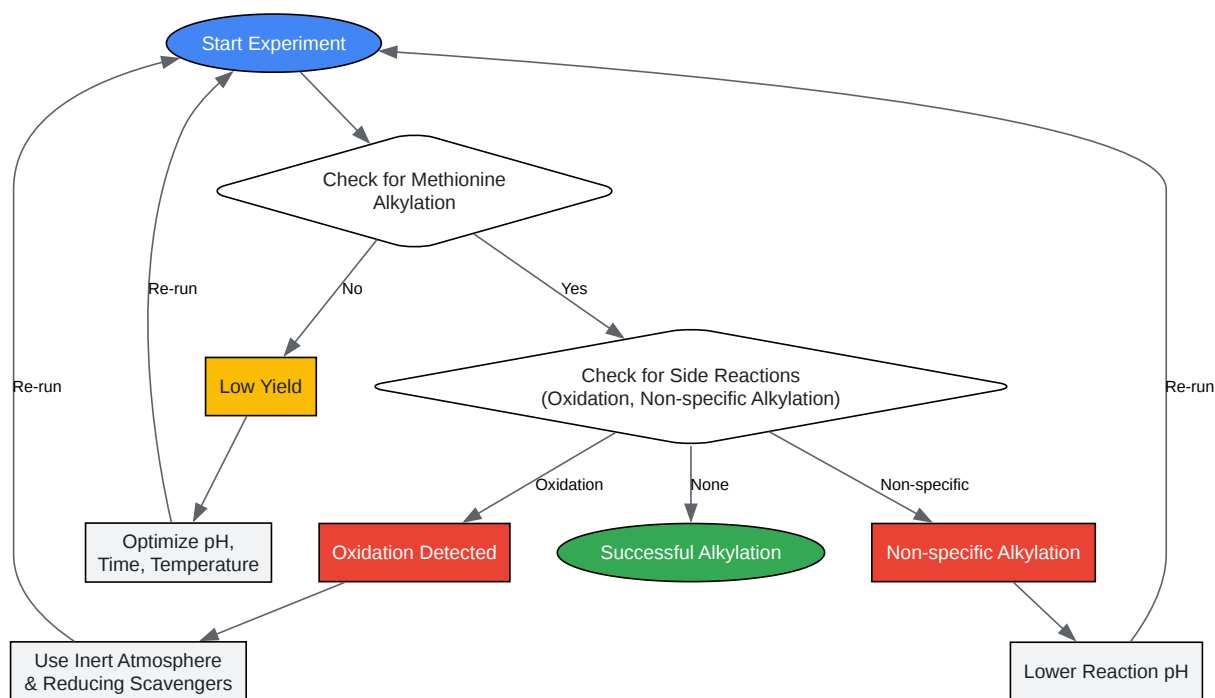 Start Experiment
Check for Methionine
Alkylation
Re-run
No
Yes
Re-run
Low Yield
Check for Side Reactions
(Oxidation, Non-specific Alkylation)
Re-run
Oxidation
None
Non-specific
Optimize pH,
Time, Temperature
Oxidation Detected
Successful Alkylation
Non-specific Alkylation
Use Inert Atmosphere
& Reducing Scavengers
Lower Reaction pH